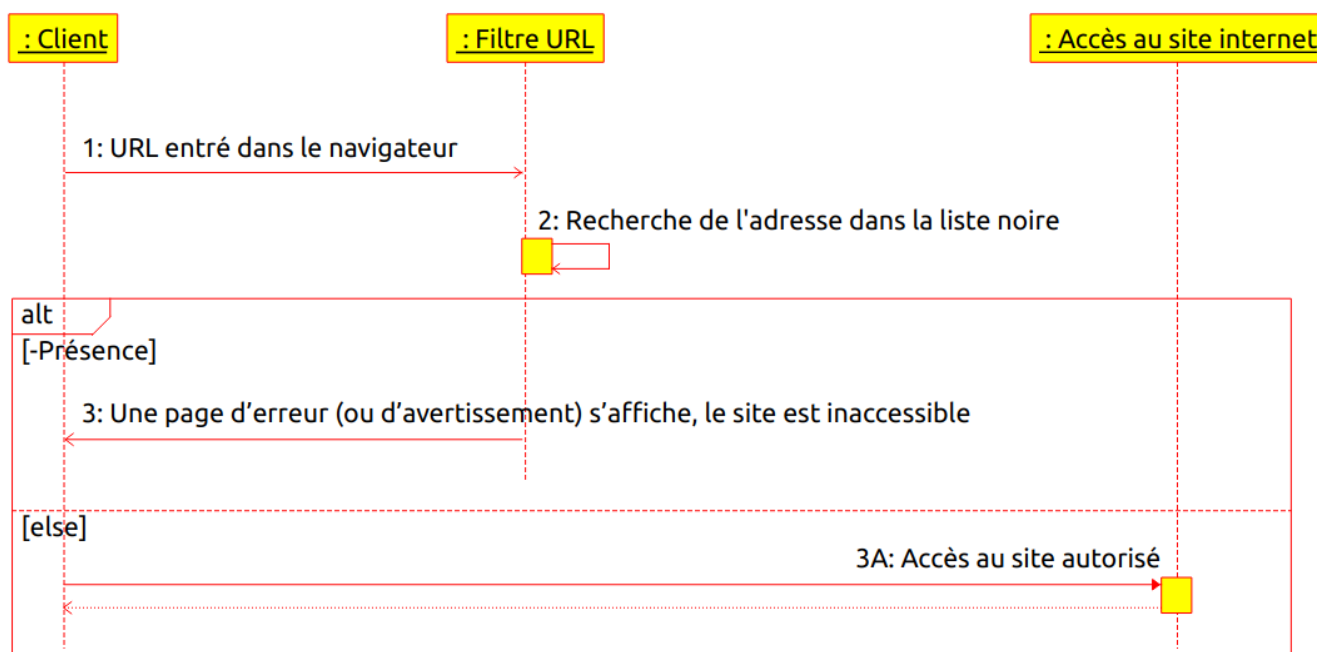 : Client
: Filtre URL
: Accès au site internet
1: URL entré dans le navigateur
2: Recherche de l'adresse dans la liste noire
alt
[-Présence]
3: Une page d’erreur (ou d’avertissement) s’affiche, le site est inaccessible
[else]
3A: Accès au site autorisé